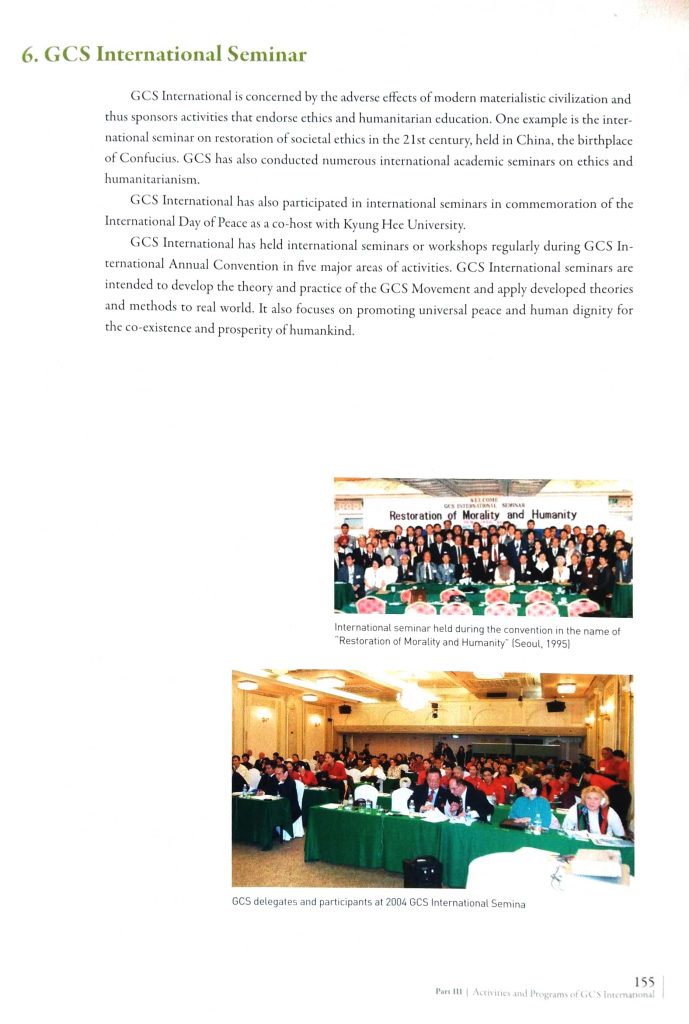 6. GCS International Seminar
GCS International is concerned by the adverse effects of modern materialistic civilization and
thus sponsors activities that endorse ethics and humanitarian education. One example is the inter-
national seminar on restoration of societal ethics in the 21st century, held in China, the birthplace
of Confucius. GCS has also conducted numerous international academic seminars on ethics and
humanitarianism.
GCS International has also participated in international seminars in commemoration of the
International Day of Peace as a co-host with Kyung Hee University.
GCS International has held international seminars or workshops regularly during GCS In-
ternational Annual Convention in five major areas of activities. GCS International seminars are
intended to develop the theory and practice of the GCS Movement and apply developed theories
and methods to real world. It also focuses on promoting universal peace and human dignity for
the co-existence and prosperity of humankind.
WELCOME
GCS INTERNATIONAL SEMINAR
Restoration of Morality and Humanity
International seminar held during the convention in the name of
"Restoration of Morality and Humanity" (Seoul, 1995)
GCS delegates and participants at 2004 GCS International Semina
155
Part III | Activities and Programs of GCS International